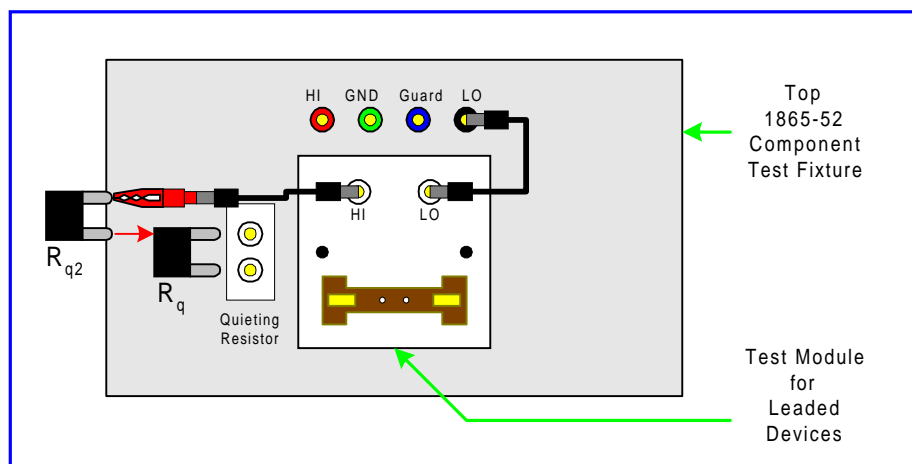 HI GND Guard LO
Top
1865-52
Component
Test Fixture
HI LO
Rq2
Rq
Quieting
Resistor
Test Module
for
Leaded
Devices